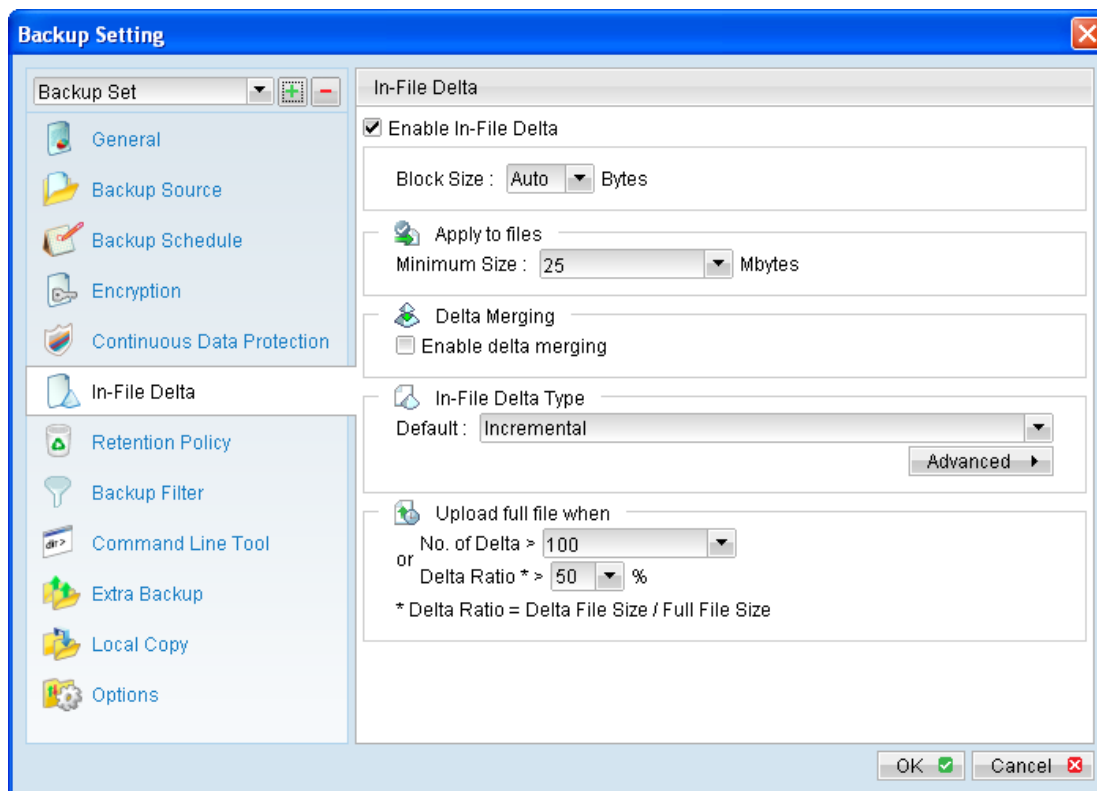 Backup Setting
Backup Set
General
Backup Source
Backup Schedule
Encryption
Continuous Data Protection
In-File Delta
Retention Policy
Backup Filter
dir>
Command Line Tool
Extra Backup
Local Copy
Options
In-File Delta
Enable In-File Delta
Block Size : Auto Bytes
Apply to files
Minimum Size : 25 Mbytes
Delta Merging
Enable delta merging
In-File Delta Type
Default : Incremental
Advanced
Upload full file when
No. of Delta > 100
or
Delta Ratio * > 50 %
* Delta Ratio = Delta File Size / Full File Size
OK Cancel